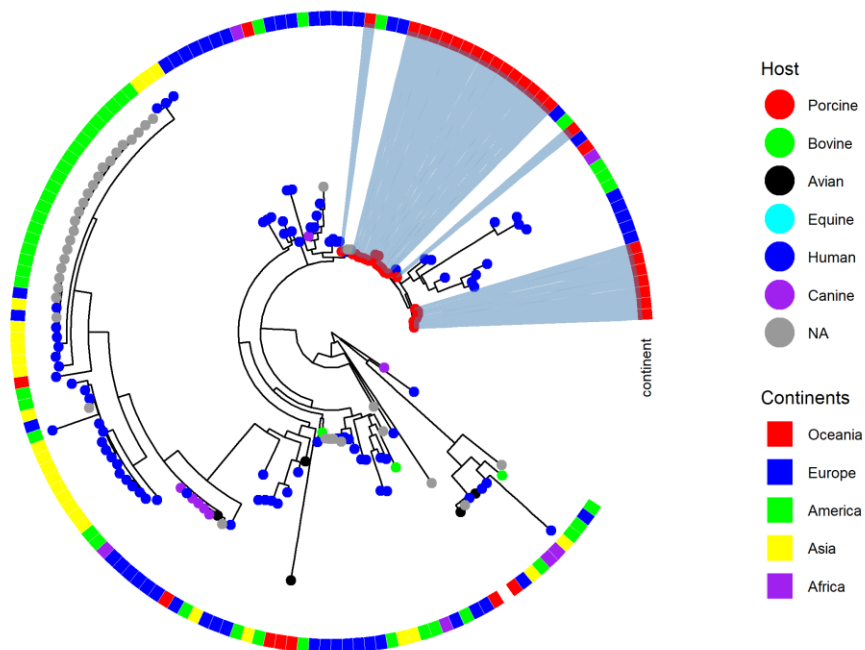 Host
Porcine
Bovine
Avian
Equine
Human
Canine
NA
continent
Continents
Oceania
Europe
America
Asia
Africa